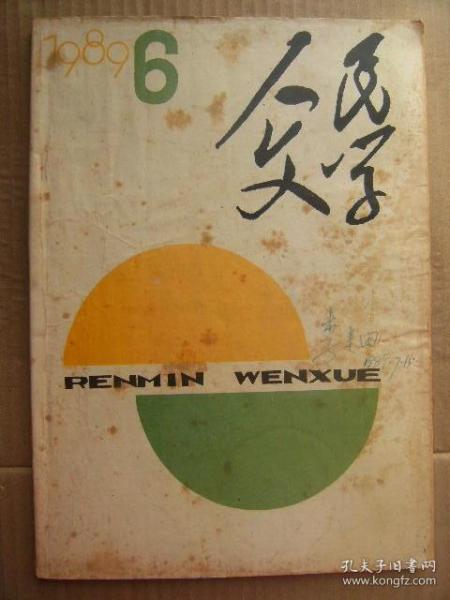 1989 6
人民
文学
RENMIN WENXUE
孔夫子旧书网
www.kongfz.com